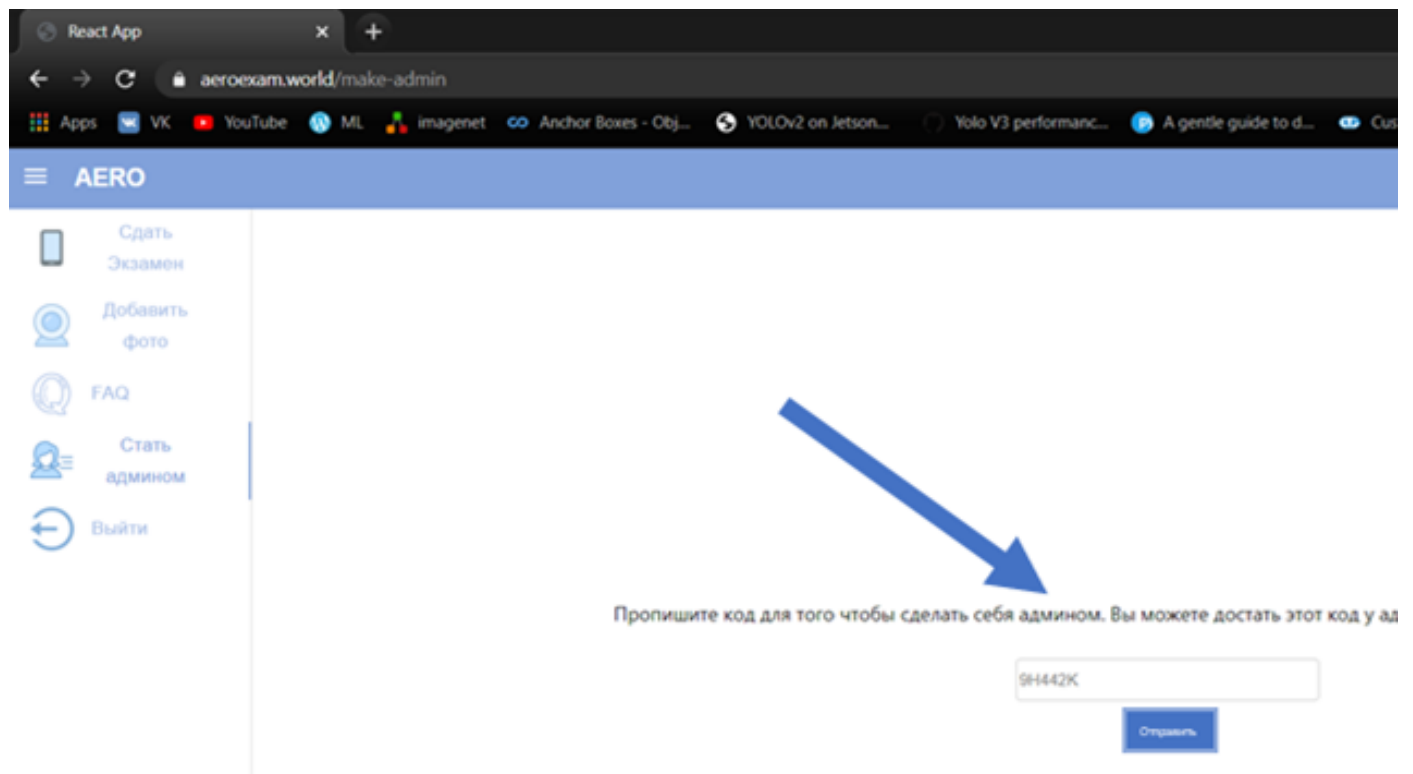 React App
aeroexam.world/make-admin
Apps VK YouTube ML imagenet Anchor Boxes - Obj... YOLOv2 on Jetson... Yolo V3 performanc... A gentle guide to d... Cus
AERO
Сдать
Экзамен
Добавить
фото
FAQ
Стать
админом
Выйти
Пропишите код для того чтобы сделать себя админом. Вы можете достать этот код у ад
9H442K
Отправить